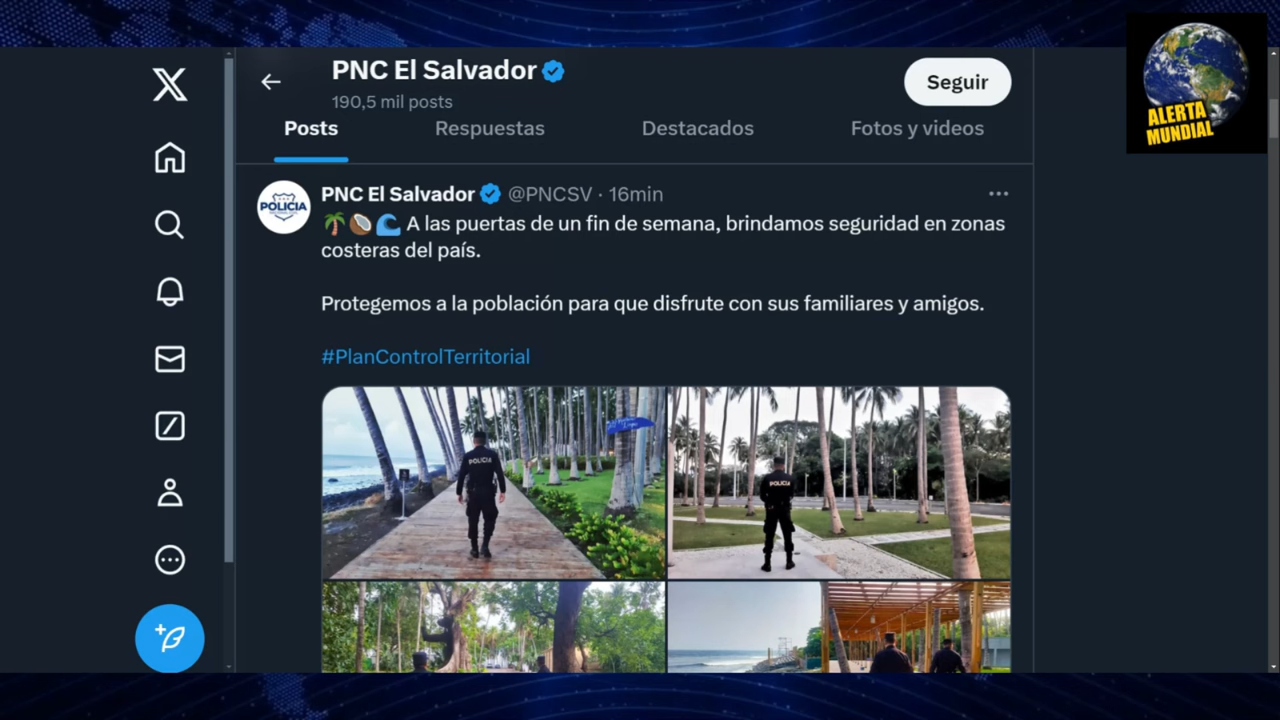 PNC El Salvador
190,5 mil posts
Seguir
ALERTA
MUNDIAL
Posts
Respuestas
Destacados
Fotos y videos
PNC El Salvador @PNCSV · 16min
🌴🥥🌊 A las puertas de un fin de semana, brindamos seguridad en zonas
costeras del país.
Protegemos a la población para que disfrute con sus familiares y amigos.
#PlanControlTerritorial
POLICIA
POLICIA
POLICIA